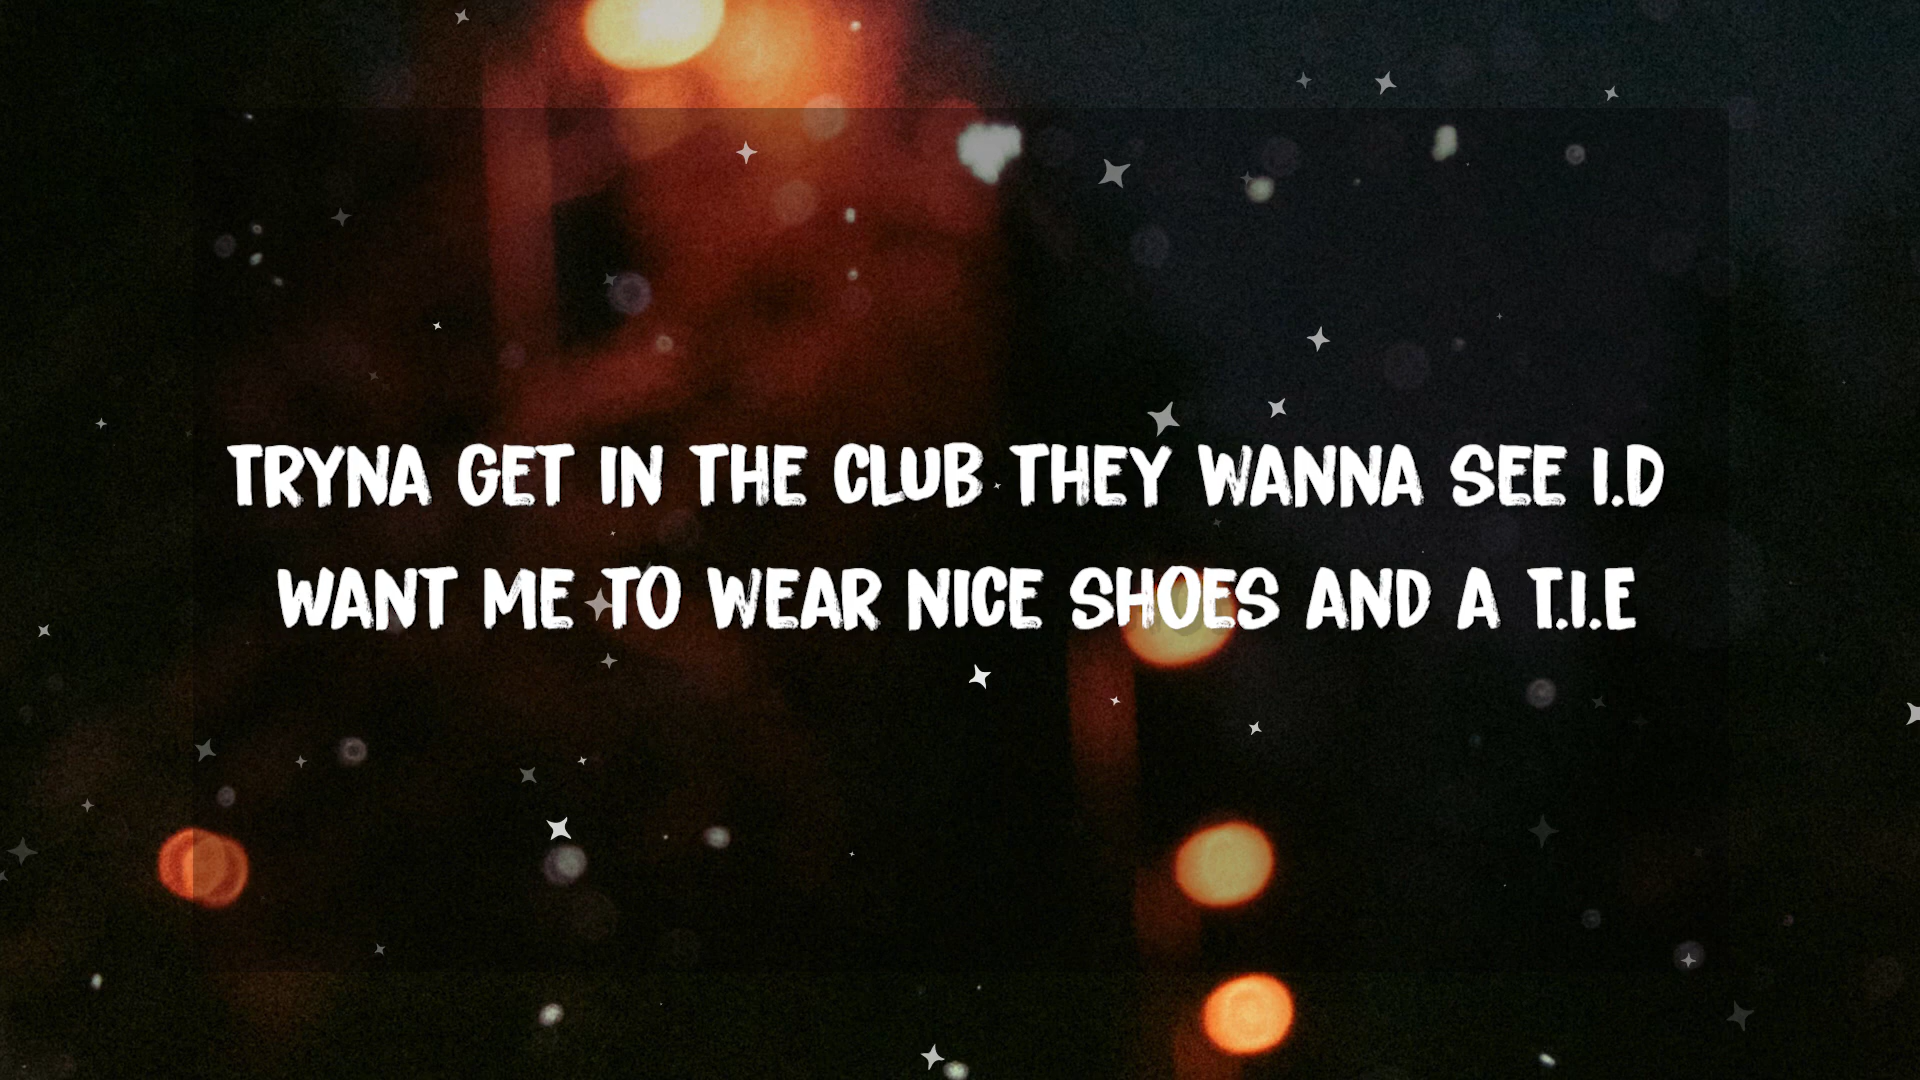 TRYNA GET IN THE CLUB THEY WANNA SEE I.D
WANT ME TO WEAR NICE SHOES AND A T.I.E